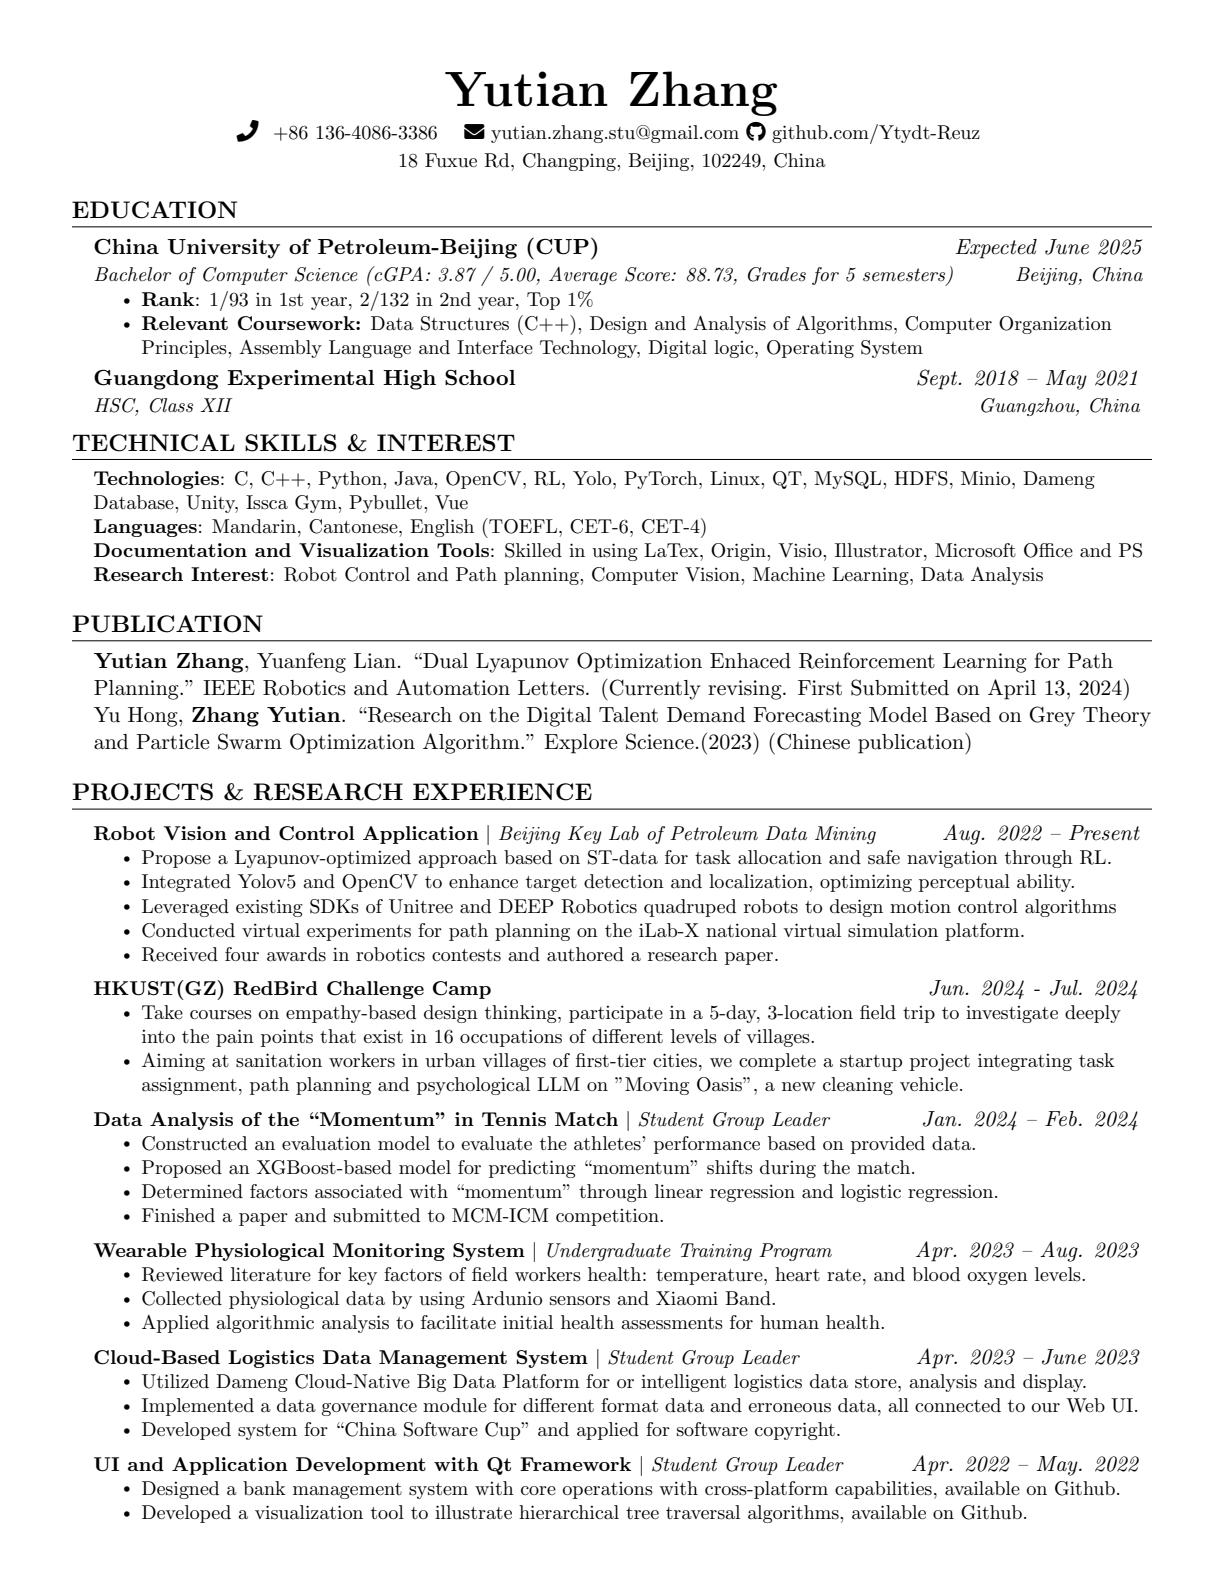 Yutian Zhang
+86 136-4086-3386 yutian.zhang.stu@gmail.com github.com/Ytydt-Reuz
18 Fuxue Rd, Changping, Beijing, 102249, China
EDUCATION
China University of Petroleum-Beijing (CUP) Expected June 2025
Bachelor of Computer Science (cGPA: 3.87 / 5.00, Average Score: 88.73, Grades for 5 semesters) Beijing, China
• Rank: 1/93 in 1st year, 2/132 in 2nd year, Top 1%
• Relevant Coursework: Data Structures (C++), Design and Analysis of Algorithms, Computer Organization
Principles, Assembly Language and Interface Technology, Digital logic, Operating System
Guangdong Experimental High School Sept. 2018 – May 2021
HSC, Class XII Guangzhou, China
TECHNICAL SKILLS & INTEREST
Technologies: C, C++, Python, Java, OpenCV, RL, Yolo, PyTorch, Linux, QT, MySQL, HDFS, Minio, Dameng
Database, Unity, Issca Gym, Pybullet, Vue
Languages: Mandarin, Cantonese, English (TOEFL, CET-6, CET-4)
Documentation and Visualization Tools: Skilled in using LaTex, Origin, Visio, Illustrator, Microsoft Office and PS
Research Interest: Robot Control and Path planning, Computer Vision, Machine Learning, Data Analysis
PUBLICATION
Yutian Zhang, Yuanfeng Lian. “Dual Lyapunov Optimization Enhaced Reinforcement Learning for Path
Planning.” IEEE Robotics and Automation Letters. (Currently revising. First Submitted on April 13, 2024)
Yu Hong, Zhang Yutian. “Research on the Digital Talent Demand Forecasting Model Based on Grey Theory
and Particle Swarm Optimization Algorithm.” Explore Science.(2023) (Chinese publication)
PROJECTS & RESEARCH EXPERIENCE
Robot Vision and Control Application | Beijing Key Lab of Petroleum Data Mining Aug. 2022 – Present
• Propose a Lyapunov-optimized approach based on ST-data for task allocation and safe navigation through RL.
• Integrated Yolov5 and OpenCV to enhance target detection and localization, optimizing perceptual ability.
• Leveraged existing SDKs of Unitree and DEEP Robotics quadruped robots to design motion control algorithms
• Conducted virtual experiments for path planning on the iLab-X national virtual simulation platform.
• Received four awards in robotics contests and authored a research paper.
HKUST(GZ) RedBird Challenge Camp Jun. 2024 - Jul. 2024
• Take courses on empathy-based design thinking, participate in a 5-day, 3-location field trip to investigate deeply
into the pain points that exist in 16 occupations of different levels of villages.
• Aiming at sanitation workers in urban villages of first-tier cities, we complete a startup project integrating task
assignment, path planning and psychological LLM on ”Moving Oasis”, a new cleaning vehicle.
Data Analysis of the “Momentum” in Tennis Match | Student Group Leader Jan. 2024 – Feb. 2024
• Constructed an evaluation model to evaluate the athletes’ performance based on provided data.
• Proposed an XGBoost-based model for predicting “momentum” shifts during the match.
• Determined factors associated with “momentum” through linear regression and logistic regression.
• Finished a paper and submitted to MCM-ICM competition.
Wearable Physiological Monitoring System | Undergraduate Training Program Apr. 2023 – Aug. 2023
• Reviewed literature for key factors of field workers health: temperature, heart rate, and blood oxygen levels.
• Collected physiological data by using Ardunio sensors and Xiaomi Band.
• Applied algorithmic analysis to facilitate initial health assessments for human health.
Cloud-Based Logistics Data Management System | Student Group Leader Apr. 2023 – June 2023
• Utilized Dameng Cloud-Native Big Data Platform for or intelligent logistics data store, analysis and display.
• Implemented a data governance module for different format data and erroneous data, all connected to our Web UI.
• Developed system for “China Software Cup” and applied for software copyright.
UI and Application Development with Qt Framework | Student Group Leader Apr. 2022 – May. 2022
• Designed a bank management system with core operations with cross-platform capabilities, available on Github.
• Developed a visualization tool to illustrate hierarchical tree traversal algorithms, available on Github.